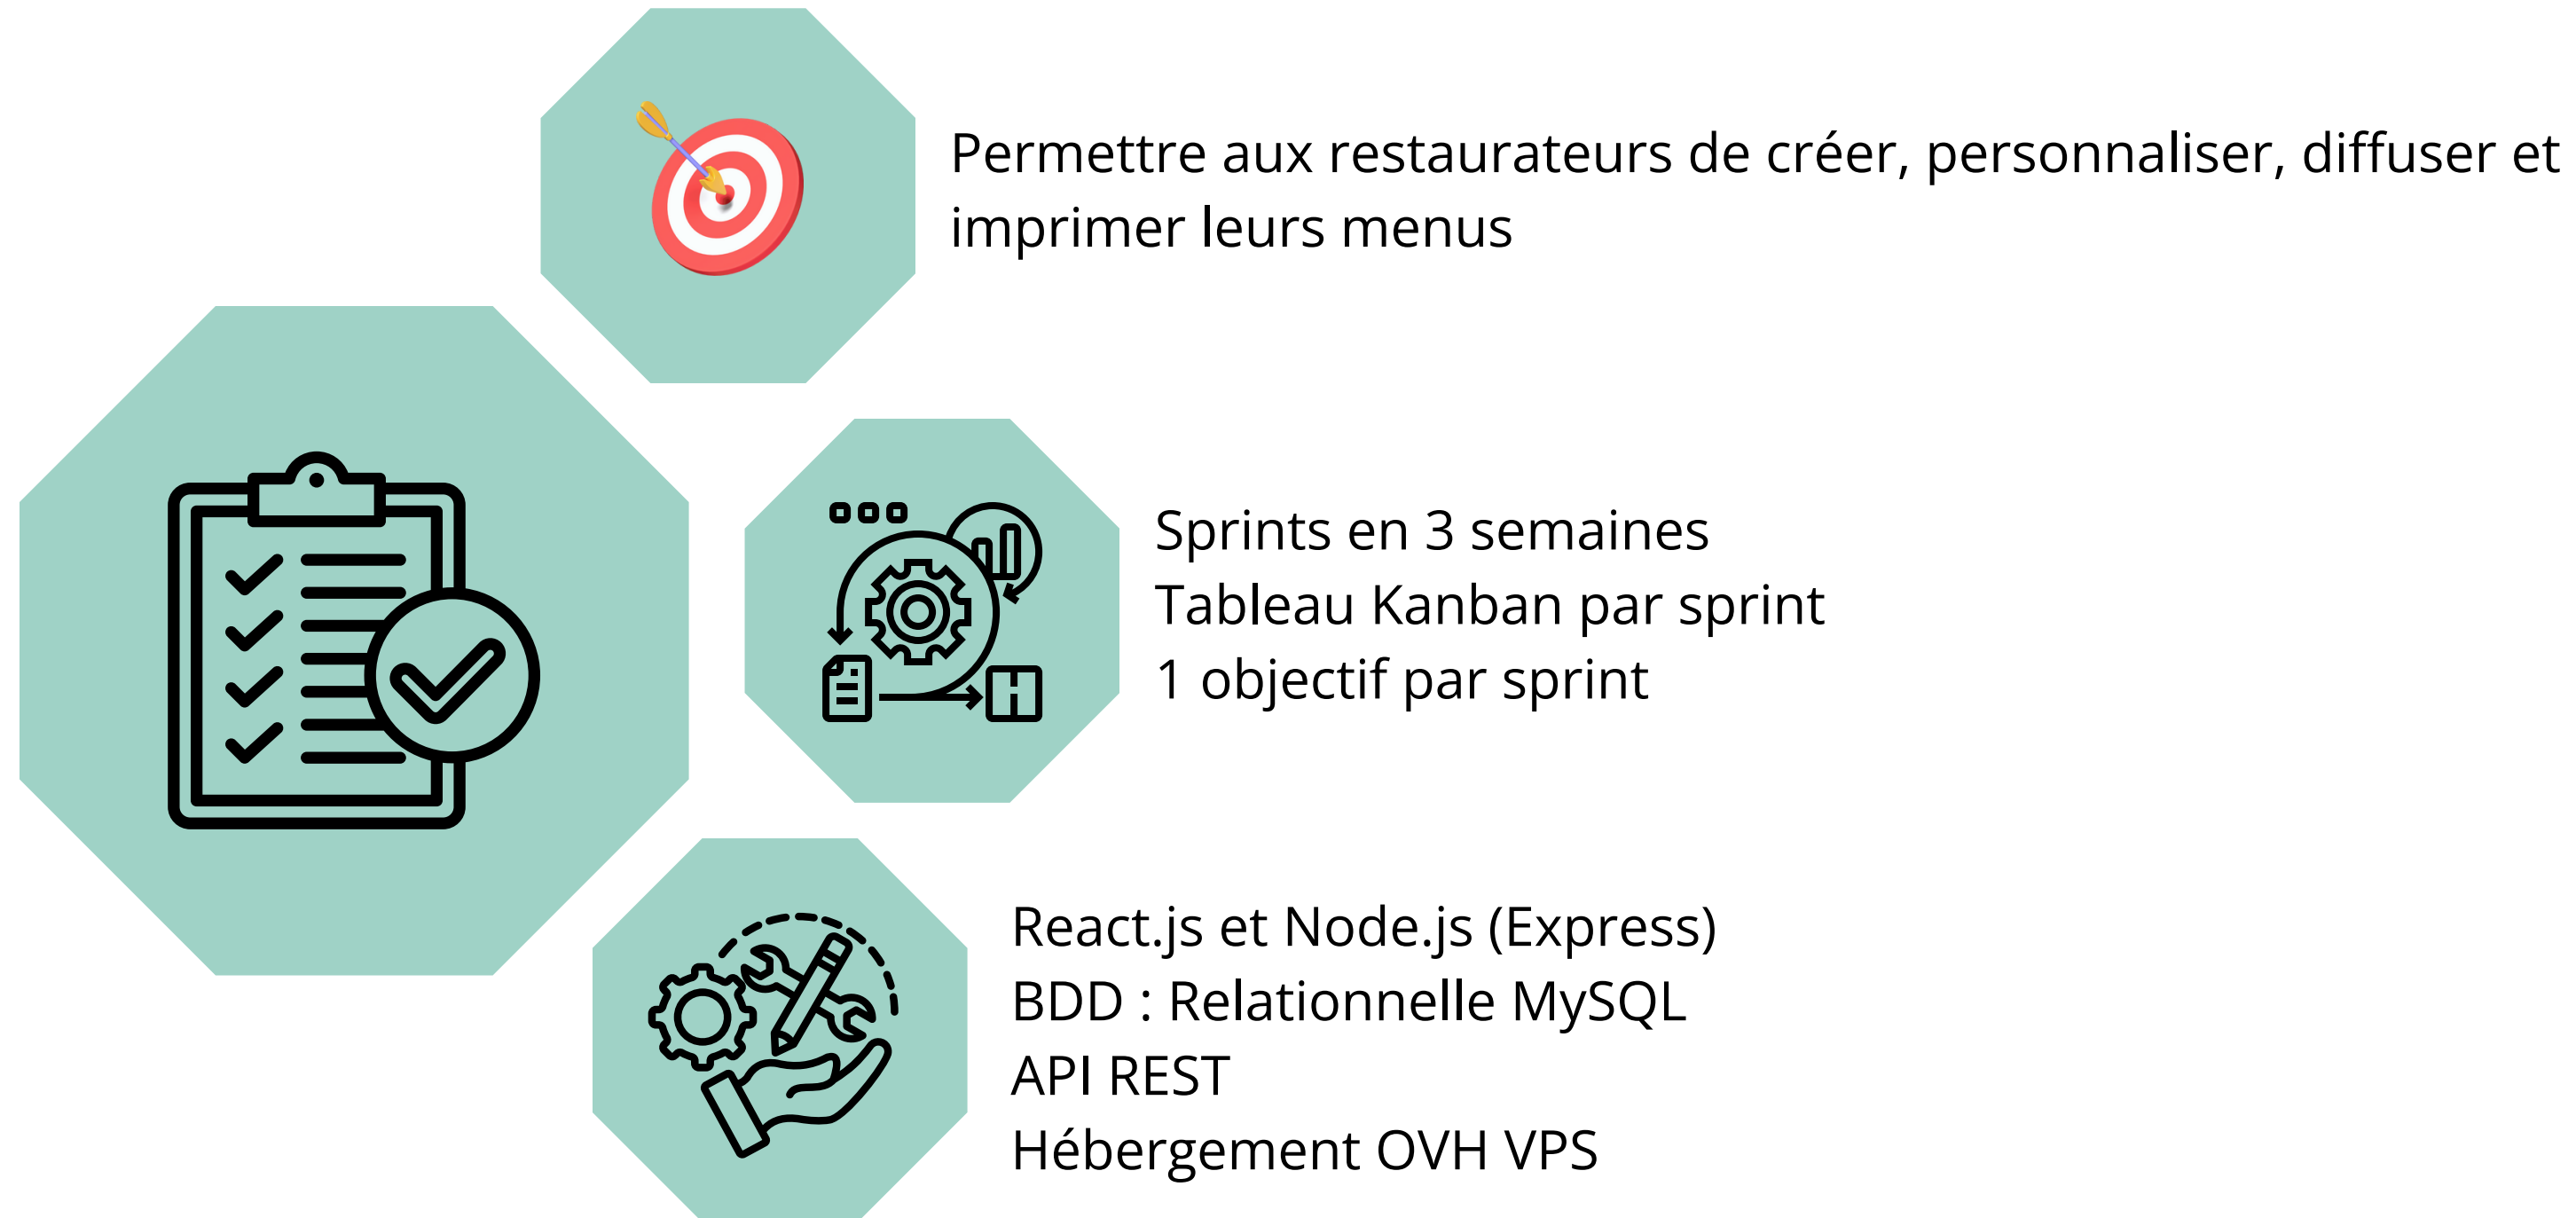 Permettre aux restaurateurs de créer, personnaliser, diffuser et
imprimer leurs menus
Sprints en 3 semaines
Tableau Kanban par sprint
1 objectif par sprint
React.js et Node.js (Express)
BDD : Relationnelle MySQL
API REST
Hébergement OVH VPS